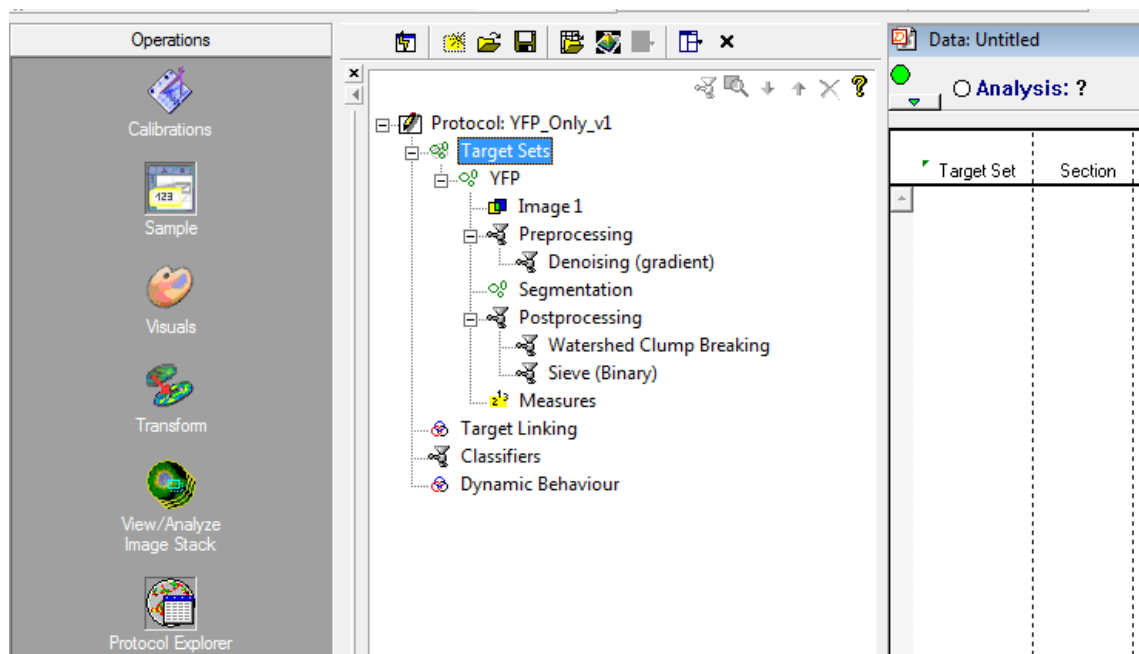 Operations
Calibrations
123
Sample
Visuals
Transform
View/Analyze
Image Stack
Protocol Explorer
Protocol: YFP_Only_v1
Target Sets
YFP
Image 1
Preprocessing
Denoising (gradient)
Segmentation
Postprocessing
Watershed Clump Breaking
Sieve (Binary)
Measures
Target Linking
Classifiers
Dynamic Behaviour
Data: Untitled
Analysis: ?
Target Set Section